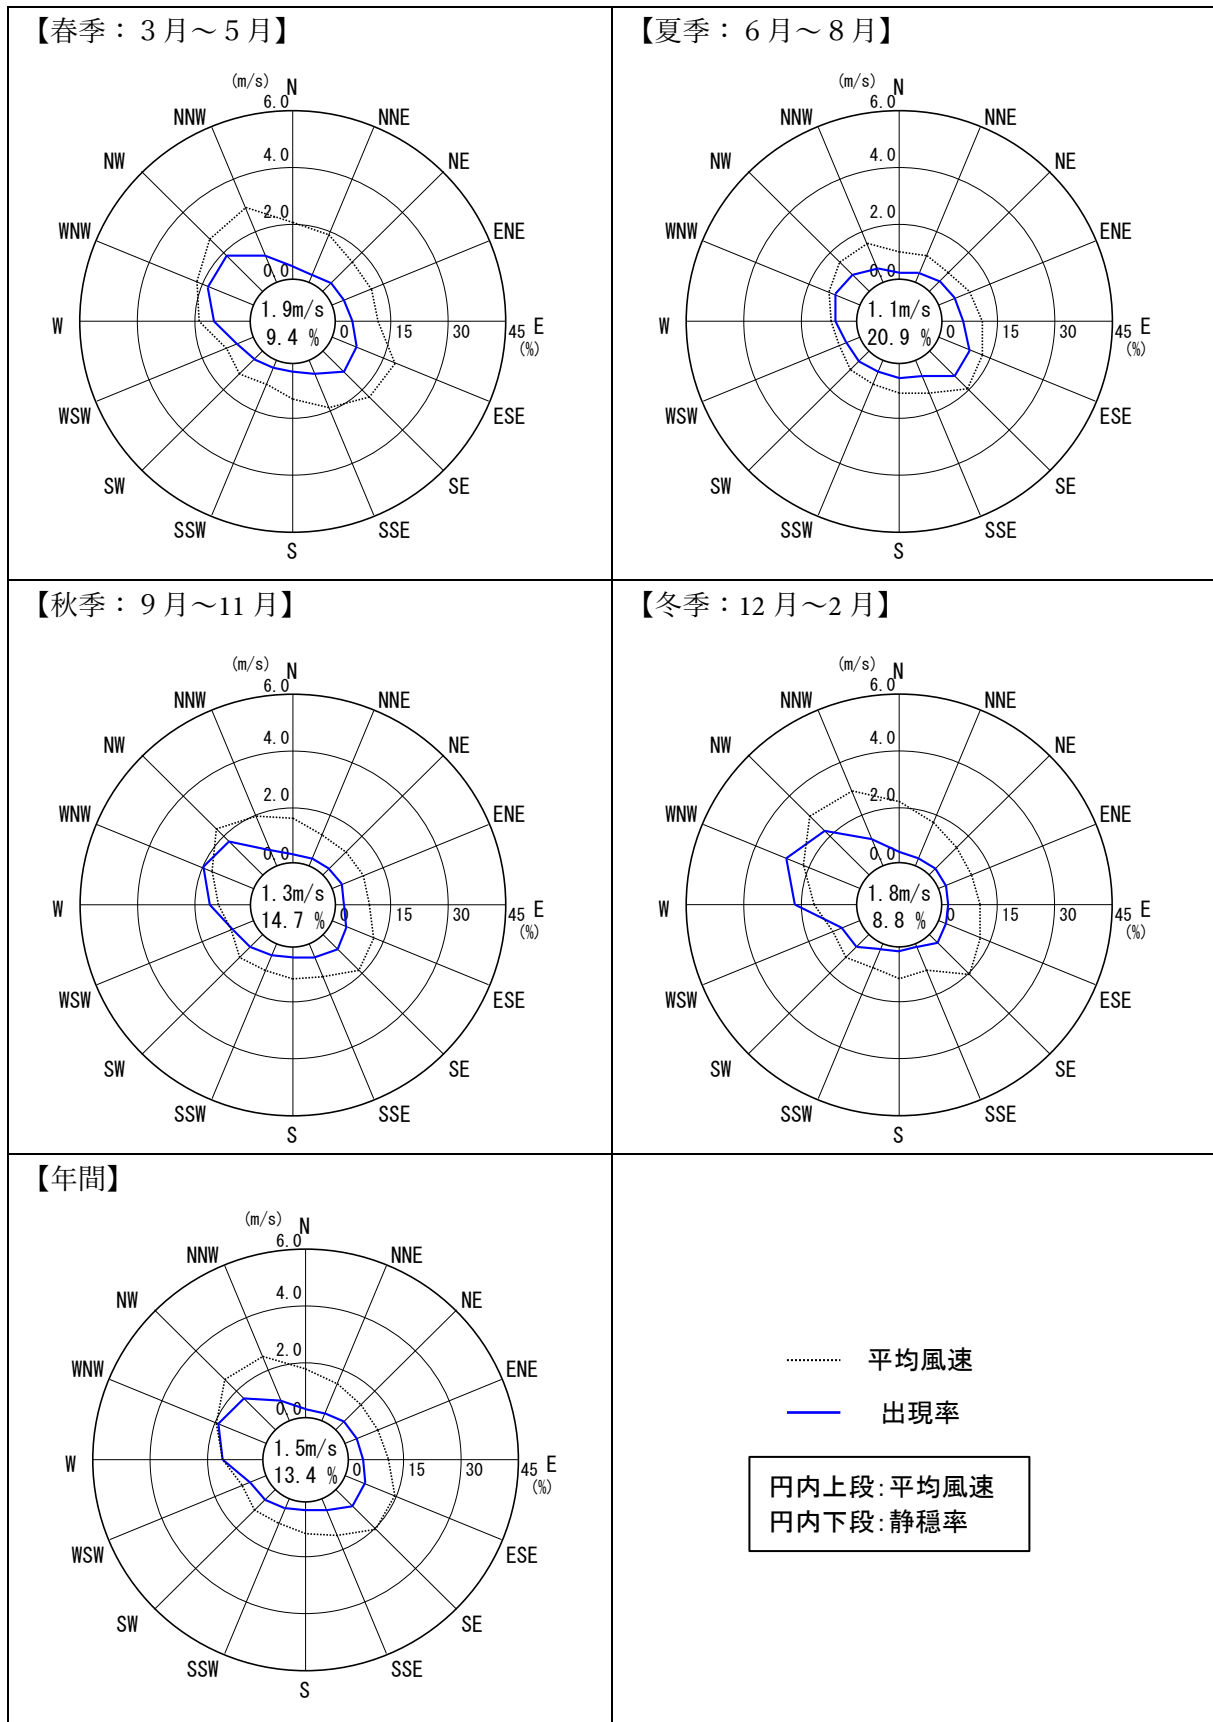 【春季：３月～５月】
(m/s)
N
6.0
NNW
NNE
4.0
NW
NE
2.0
WNW
ENE
0.0
1.9m/s
W
0
15
30
45
E
9.4 %
(%)
WSW
ESE
SW
SE
SSW
SSE
S
【夏季：６月～８月】
(m/s)
N
6.0
NNW
NNE
4.0
NW
NE
2.0
WNW
ENE
0.0
1.1m/s
W
0
15
30
45
E
20.9 %
(%)
WSW
ESE
SW
SE
SSW
SSE
S
【秋季：９月～11 月】
(m/s)
N
6.0
NNW
NNE
4.0
NW
NE
2.0
WNW
ENE
0.0
1.3m/s
W
0
15
30
45
E
14.7 %
(%)
WSW
ESE
SW
SE
SSW
SSE
S
【冬季：12 月～2 月】
(m/s)
N
6.0
NNW
NNE
4.0
NW
NE
2.0
WNW
ENE
0.0
1.8m/s
W
0
15
30
45
E
8.8 %
(%)
WSW
ESE
SW
SE
SSW
SSE
S
【年間】
(m/s)
N
6.0
NNW
NNE
4.0
NW
NE
2.0
WNW
ENE
0.0
1.5m/s
W
0
15
30
45
E
13.4 %
(%)
WSW
ESE
SW
SE
SSW
SSE
S
平均風速
出現率
円内上段：平均風速
円内下段：静穏率